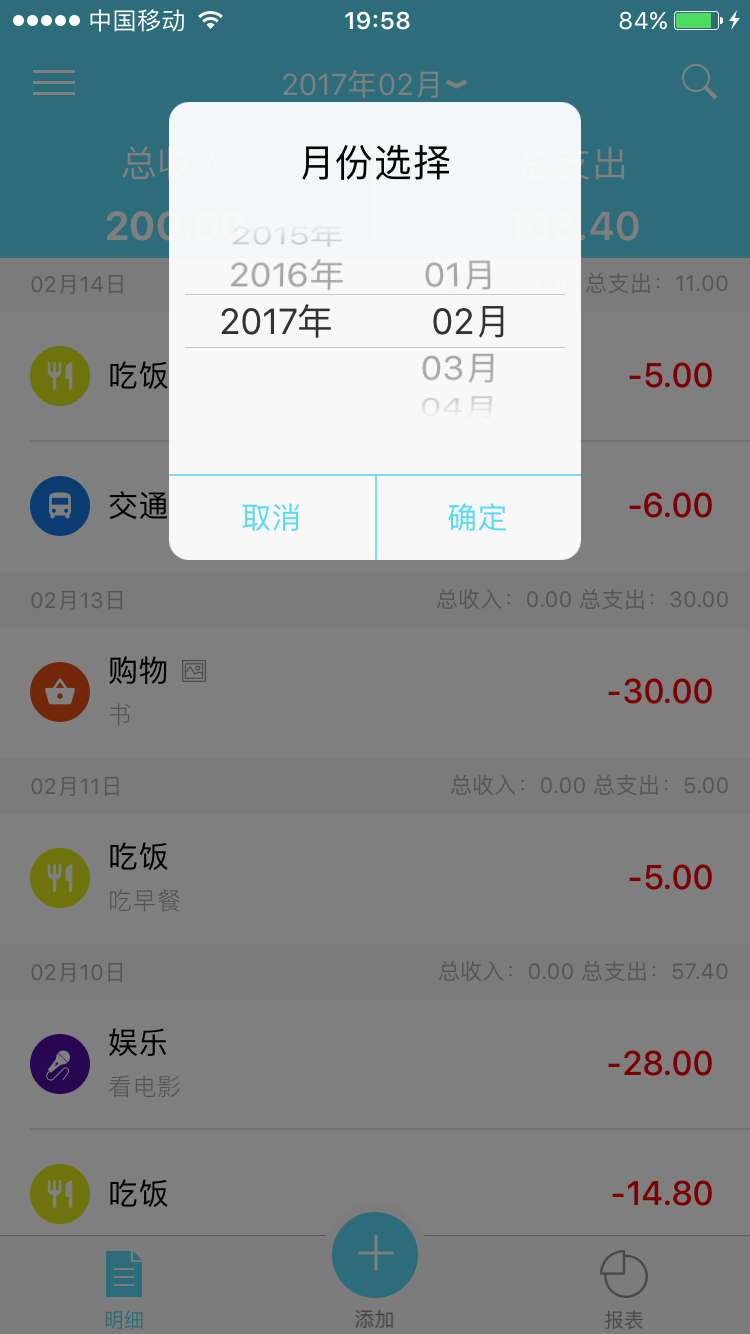 中国移动 19:58 84%
2017年02月
月份选择
总收入 总支出
200.00 103.40
2015年
2016年 01月
2017年 02月
03月
04月
取消 确定
02月14日 0.00 总支出：11.00
吃饭 -5.00
交通 -6.00
02月13日 总收入：0.00 总支出：30.00
购物
书
-30.00
02月11日 总收入：0.00 总支出：5.00
吃饭
吃早餐
-5.00
02月10日 总收入：0.00 总支出：57.40
娱乐
看电影
-28.00
吃饭 -14.80
明细 添加 报表